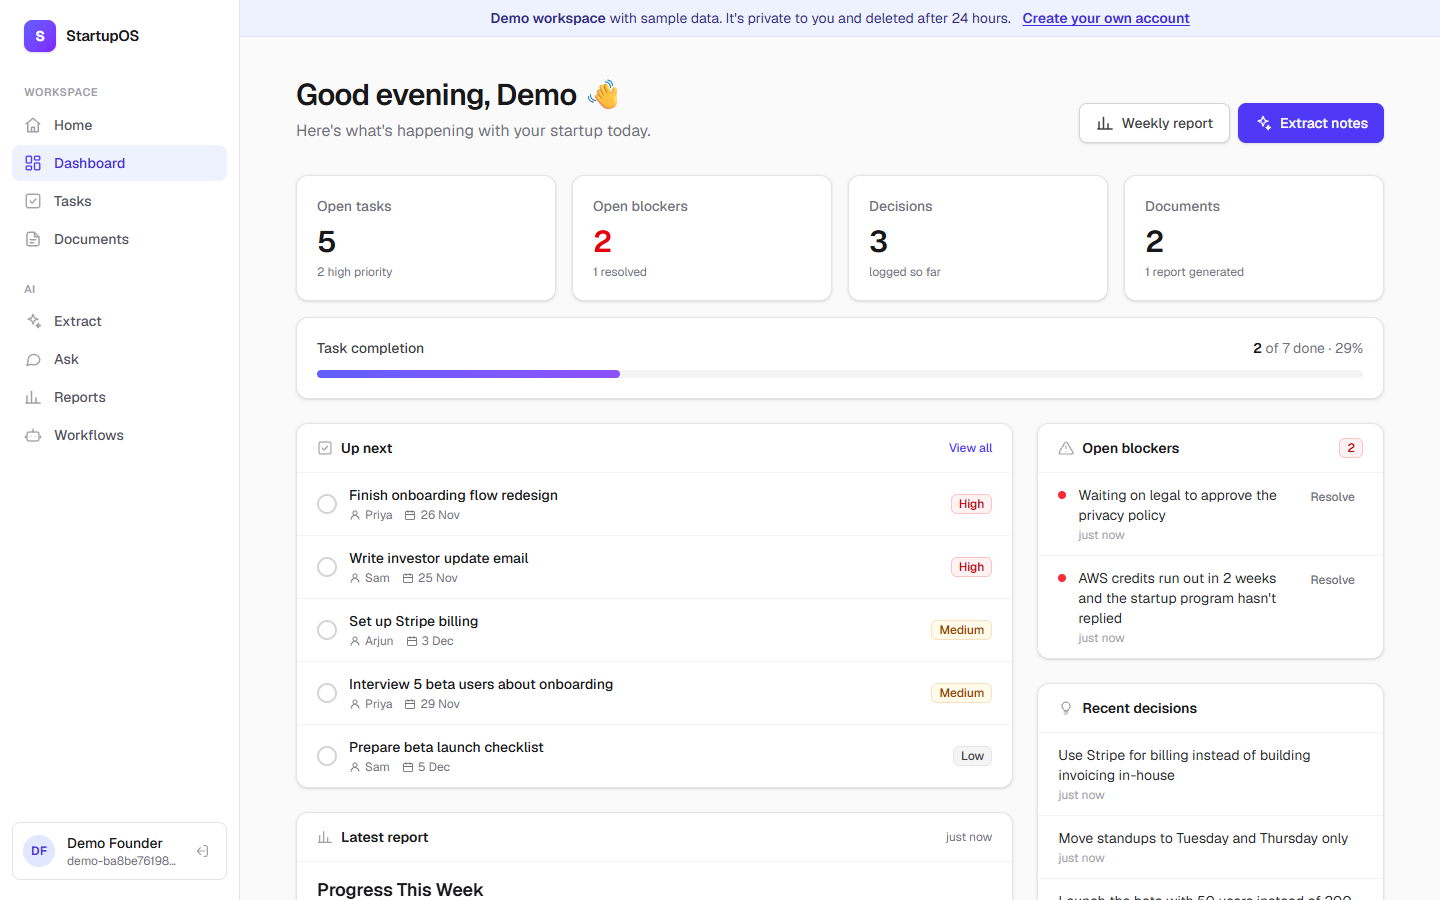 S
StartupOS
WORKSPACE
Home
Dashboard
Tasks
Documents
AI
Extract
Ask
Reports
Workflows
DF
Demo Founder
demo-ba8be76198...
Demo workspace with sample data. It's private to you and deleted after 24 hours. Create your own account
Good evening, Demo 👋
Here's what's happening with your startup today.
Weekly report
Extract notes
Open tasks
5
2 high priority
Open blockers
2
1 resolved
Decisions
3
logged so far
Documents
2
1 report generated
Task completion
2 of 7 done · 29%
Up next
View all
Finish onboarding flow redesign
Priya 26 Nov
High
Write investor update email
Sam 25 Nov
High
Set up Stripe billing
Arjun 3 Dec
Medium
Interview 5 beta users about onboarding
Priya 29 Nov
Medium
Prepare beta launch checklist
Sam 5 Dec
Low
Latest report
just now
Progress This Week
Open blockers
2
Waiting on legal to approve the
privacy policy
just now
Resolve
AWS credits run out in 2 weeks
and the startup program hasn't
replied
just now
Resolve
Recent decisions
Use Stripe for billing instead of building
invoicing in-house
just now
Move standups to Tuesday and Thursday only
just now
Launch the beta with 50 users instead of 200